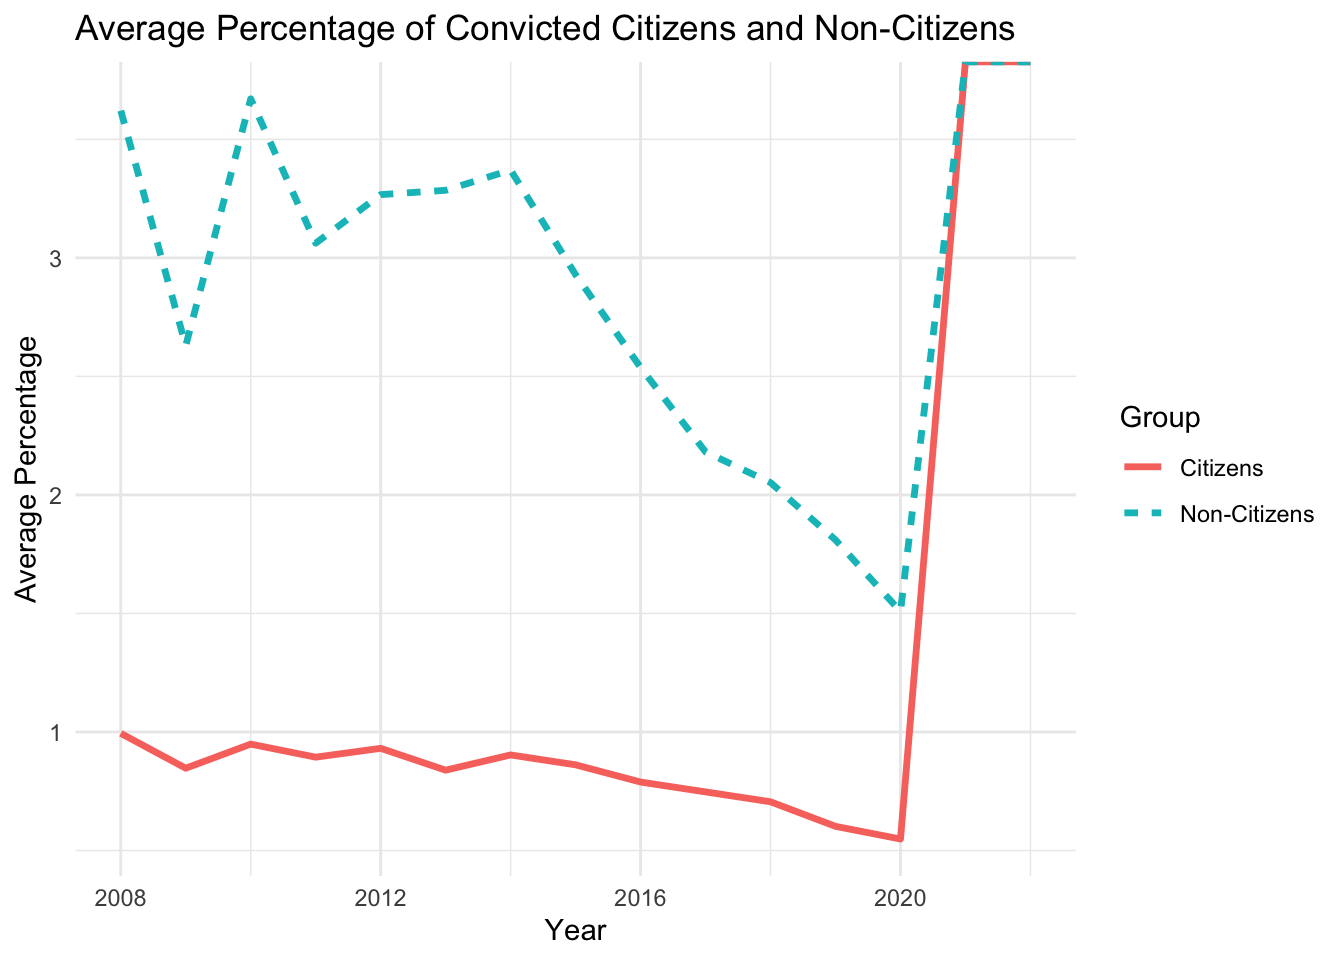 Average Percentage of Convicted Citizens and Non-Citizens
Average Percentage
3
2
1
2008
2012
2016
2020
Year
Group
Citizens
Non-Citizens